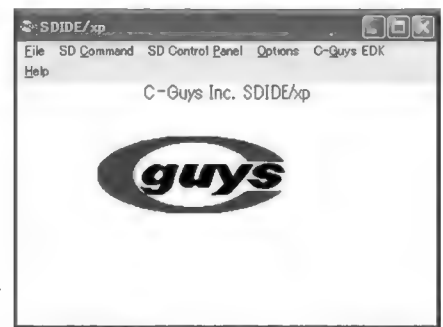 SDIDE/xp
File SD Command SD Control Panel Options C-Guys EDK
Help
C-Guys Inc. SDIDE/xp
guys